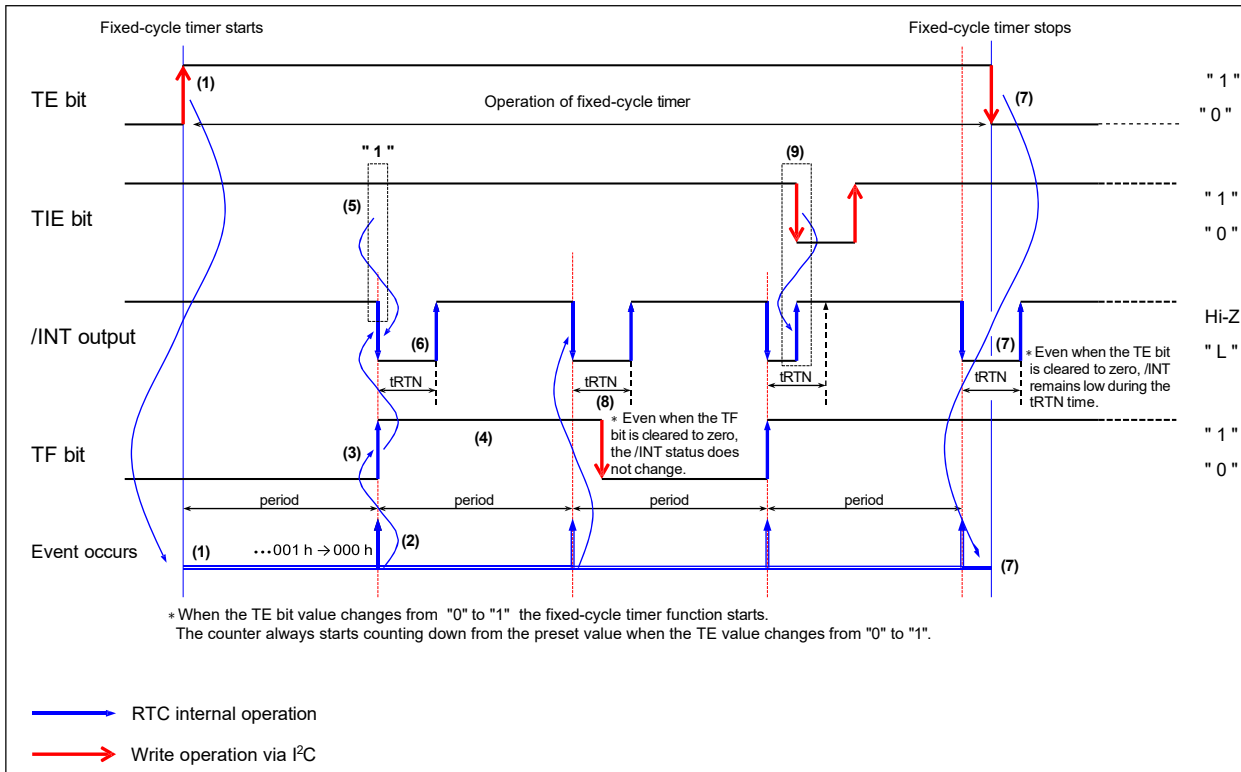 Fixed-cycle timer starts
Fixed-cycle timer stops
TE bit
(1)
Operation of fixed-cycle timer
(7)
" 1 "
" 0 "
" 1 "
(9)
TIE bit
(5)
" 1 "
" 0 "
/INT output
(6)
(7)
Hi-Z
" L "
tRTN
tRTN
tRTN
tRTN
* Even when the TE bit
is cleared to zero, /INT
remains low during the
tRTN time.
(8)
* Even when the TF
bit is cleared to zero,
the /INT status does
not change.
TF bit
(3)
(4)
" 1 "
" 0 "
period
period
period
period
Event occurs
(1)
•••001 h → 000 h
(2)
(7)
* When the TE bit value changes from "0" to "1" the fixed-cycle timer function starts.
The counter always starts counting down from the preset value when the TE value changes from "0" to "1".
RTC internal operation
Write operation via I²C